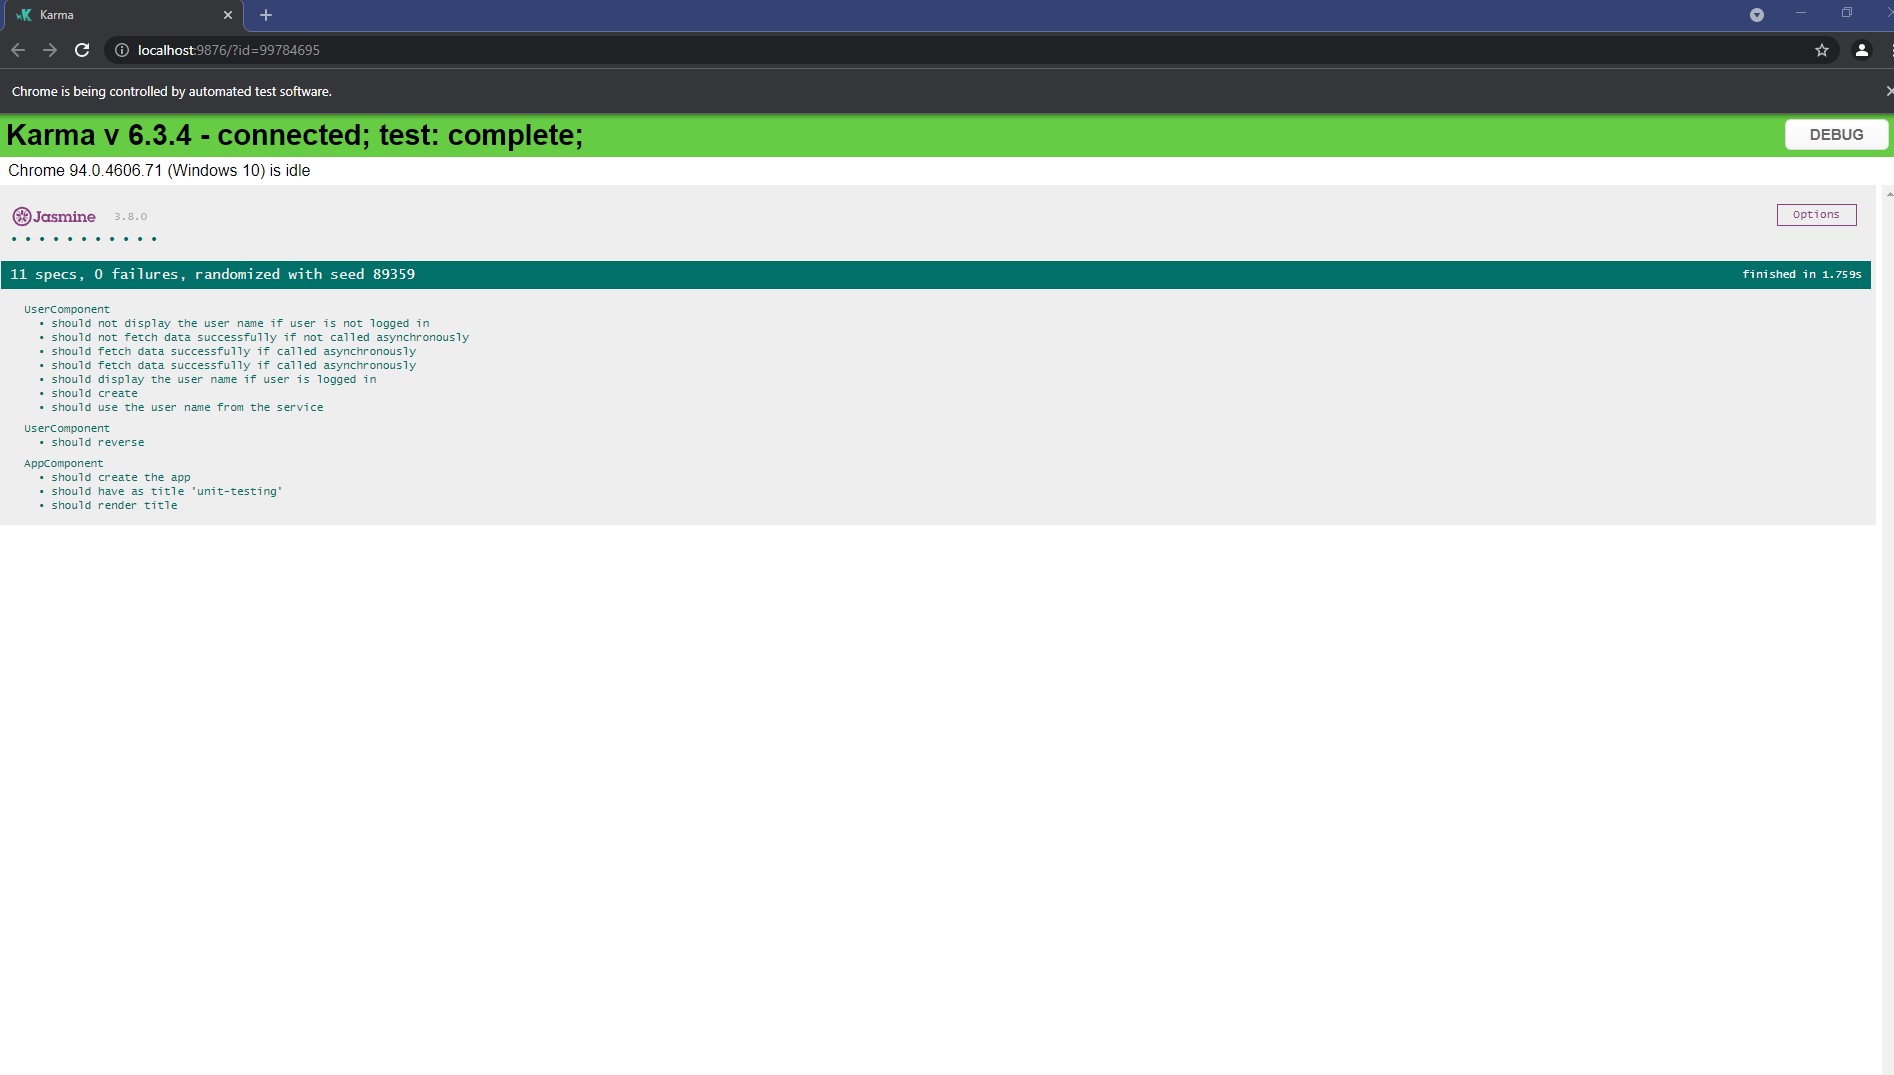 Karma
localhost:9876/?id=99784695
Chrome is being controlled by automated test software.
Karma v 6.3.4 - connected; test: complete;
DEBUG
Chrome 94.0.4606.71 (Windows 10) is idle
Jasmine 3.8.0
Options
11 specs, 0 failures, randomized with seed 89359
finished in 1.759s
UserComponent
• should not display the user name if user is not logged in
• should not fetch data successfully if not called asynchronously
• should fetch data successfully if called asynchronously
• should fetch data successfully if called asynchronously
• should display the user name if user is logged in
• should create
• should use the user name from the service
UserComponent
• should reverse
AppComponent
• should create the app
• should have as title 'unit-testing'
• should render title